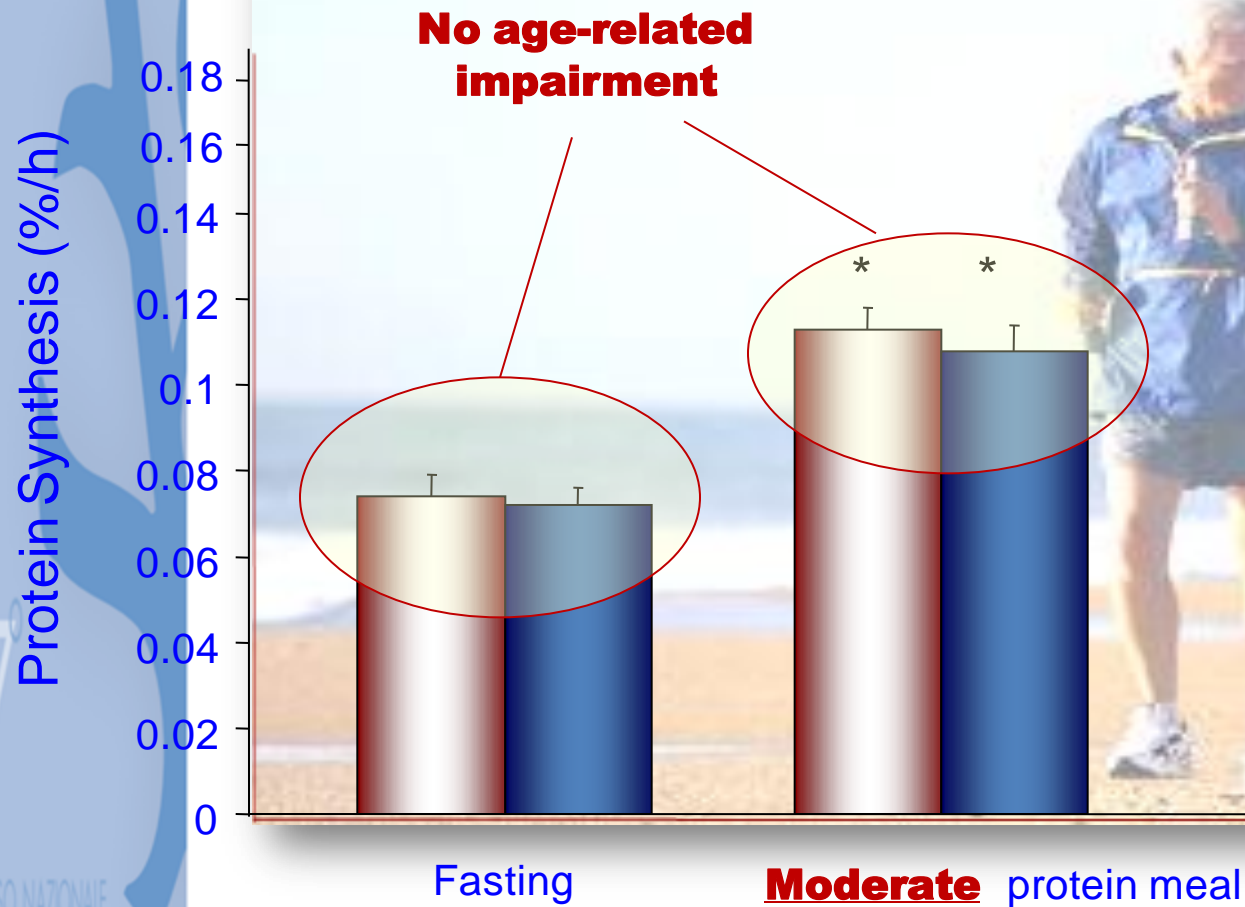 No age-related
impairment
Protein Synthesis (%/h)
0.18
0.16
0.14
0.12
0.1
0.08
0.06
0.04
0.02
0
* *
Fasting
Moderate protein meal